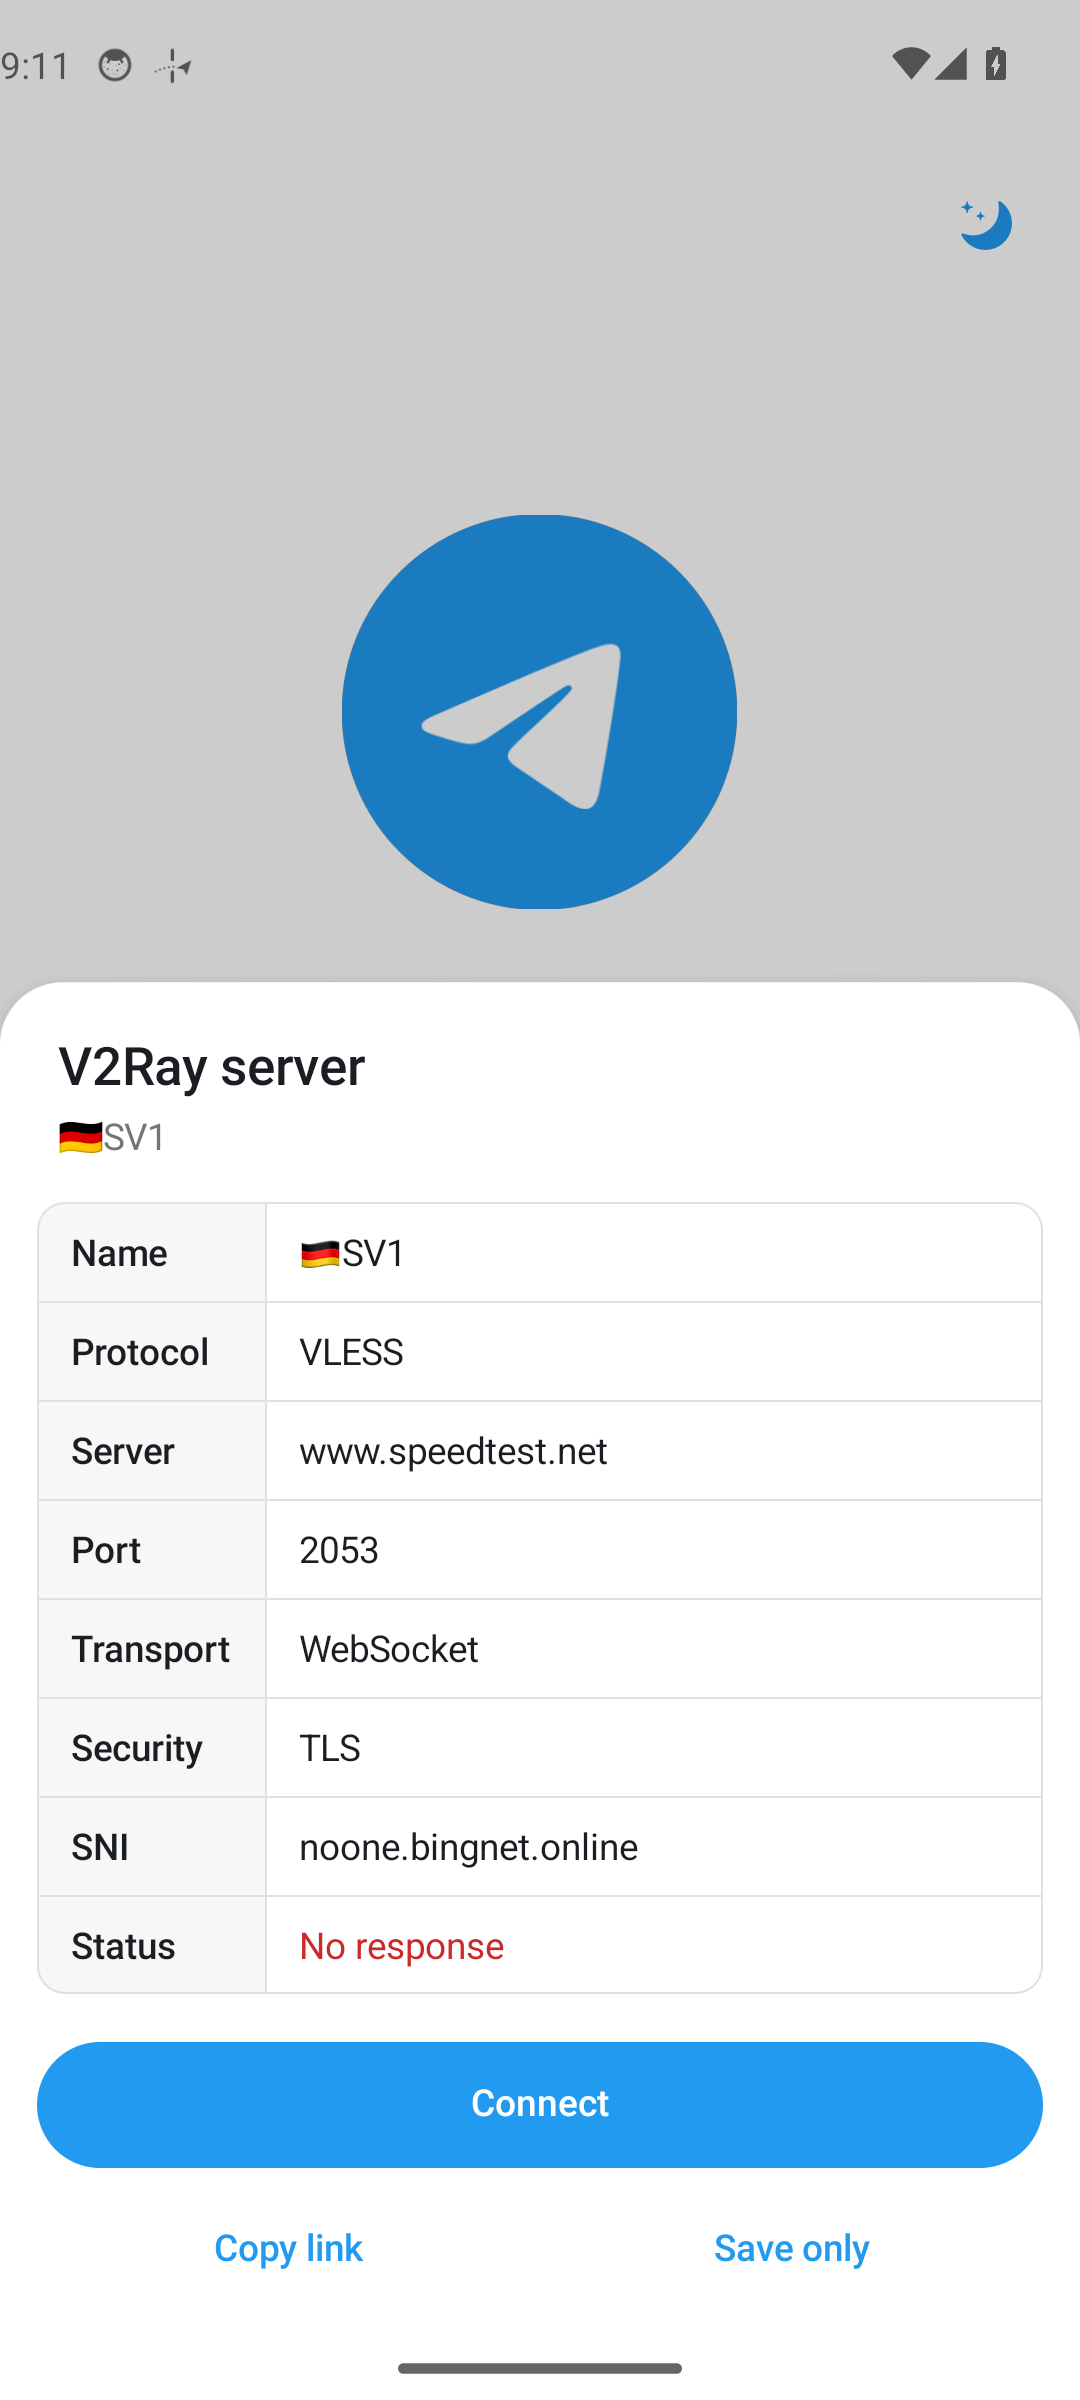 9:11
V2Ray server
🇩🇪SV1
Name 🇩🇪SV1
Protocol VLESS
Server www.speedtest.net
Port 2053
Transport WebSocket
Security TLS
SNI noone.bingnet.online
Status No response
Connect
Copy link Save only